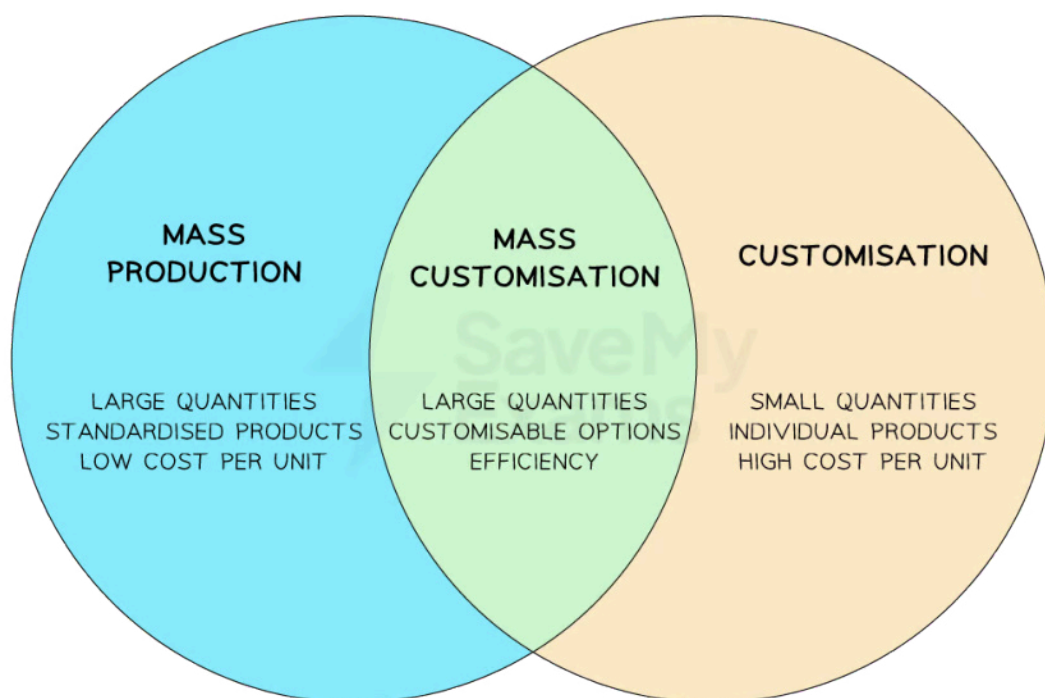 MASS
PRODUCTION
LARGE QUANTITIES
STANDARDISED PRODUCTS
LOW COST PER UNIT
MASS
CUSTOMISATION
LARGE QUANTITIES
CUSTOMISABLE OPTIONS
EFFICIENCY
CUSTOMISATION
SMALL QUANTITIES
INDIVIDUAL PRODUCTS
HIGH COST PER UNIT
SaveMy